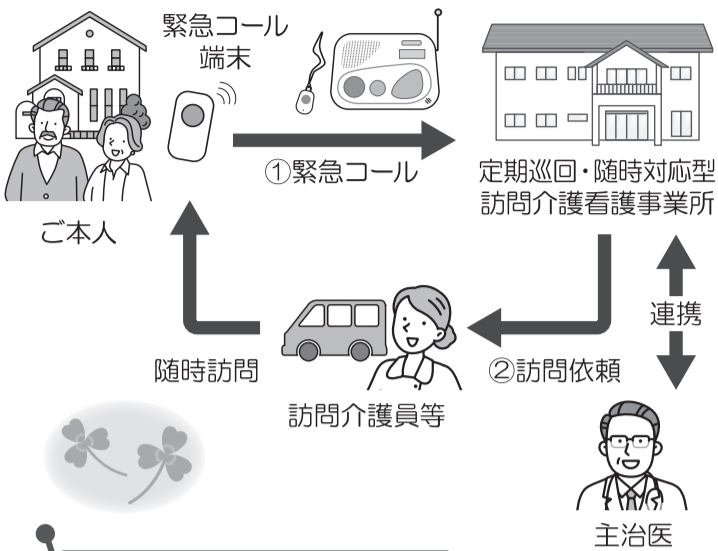 緊急コール
端末
①緊急コール
定期巡回・随時対応型
訪問介護看護事業所
ご本人
連携
随時訪問
②訪問依頼
訪問介護員等
主治医